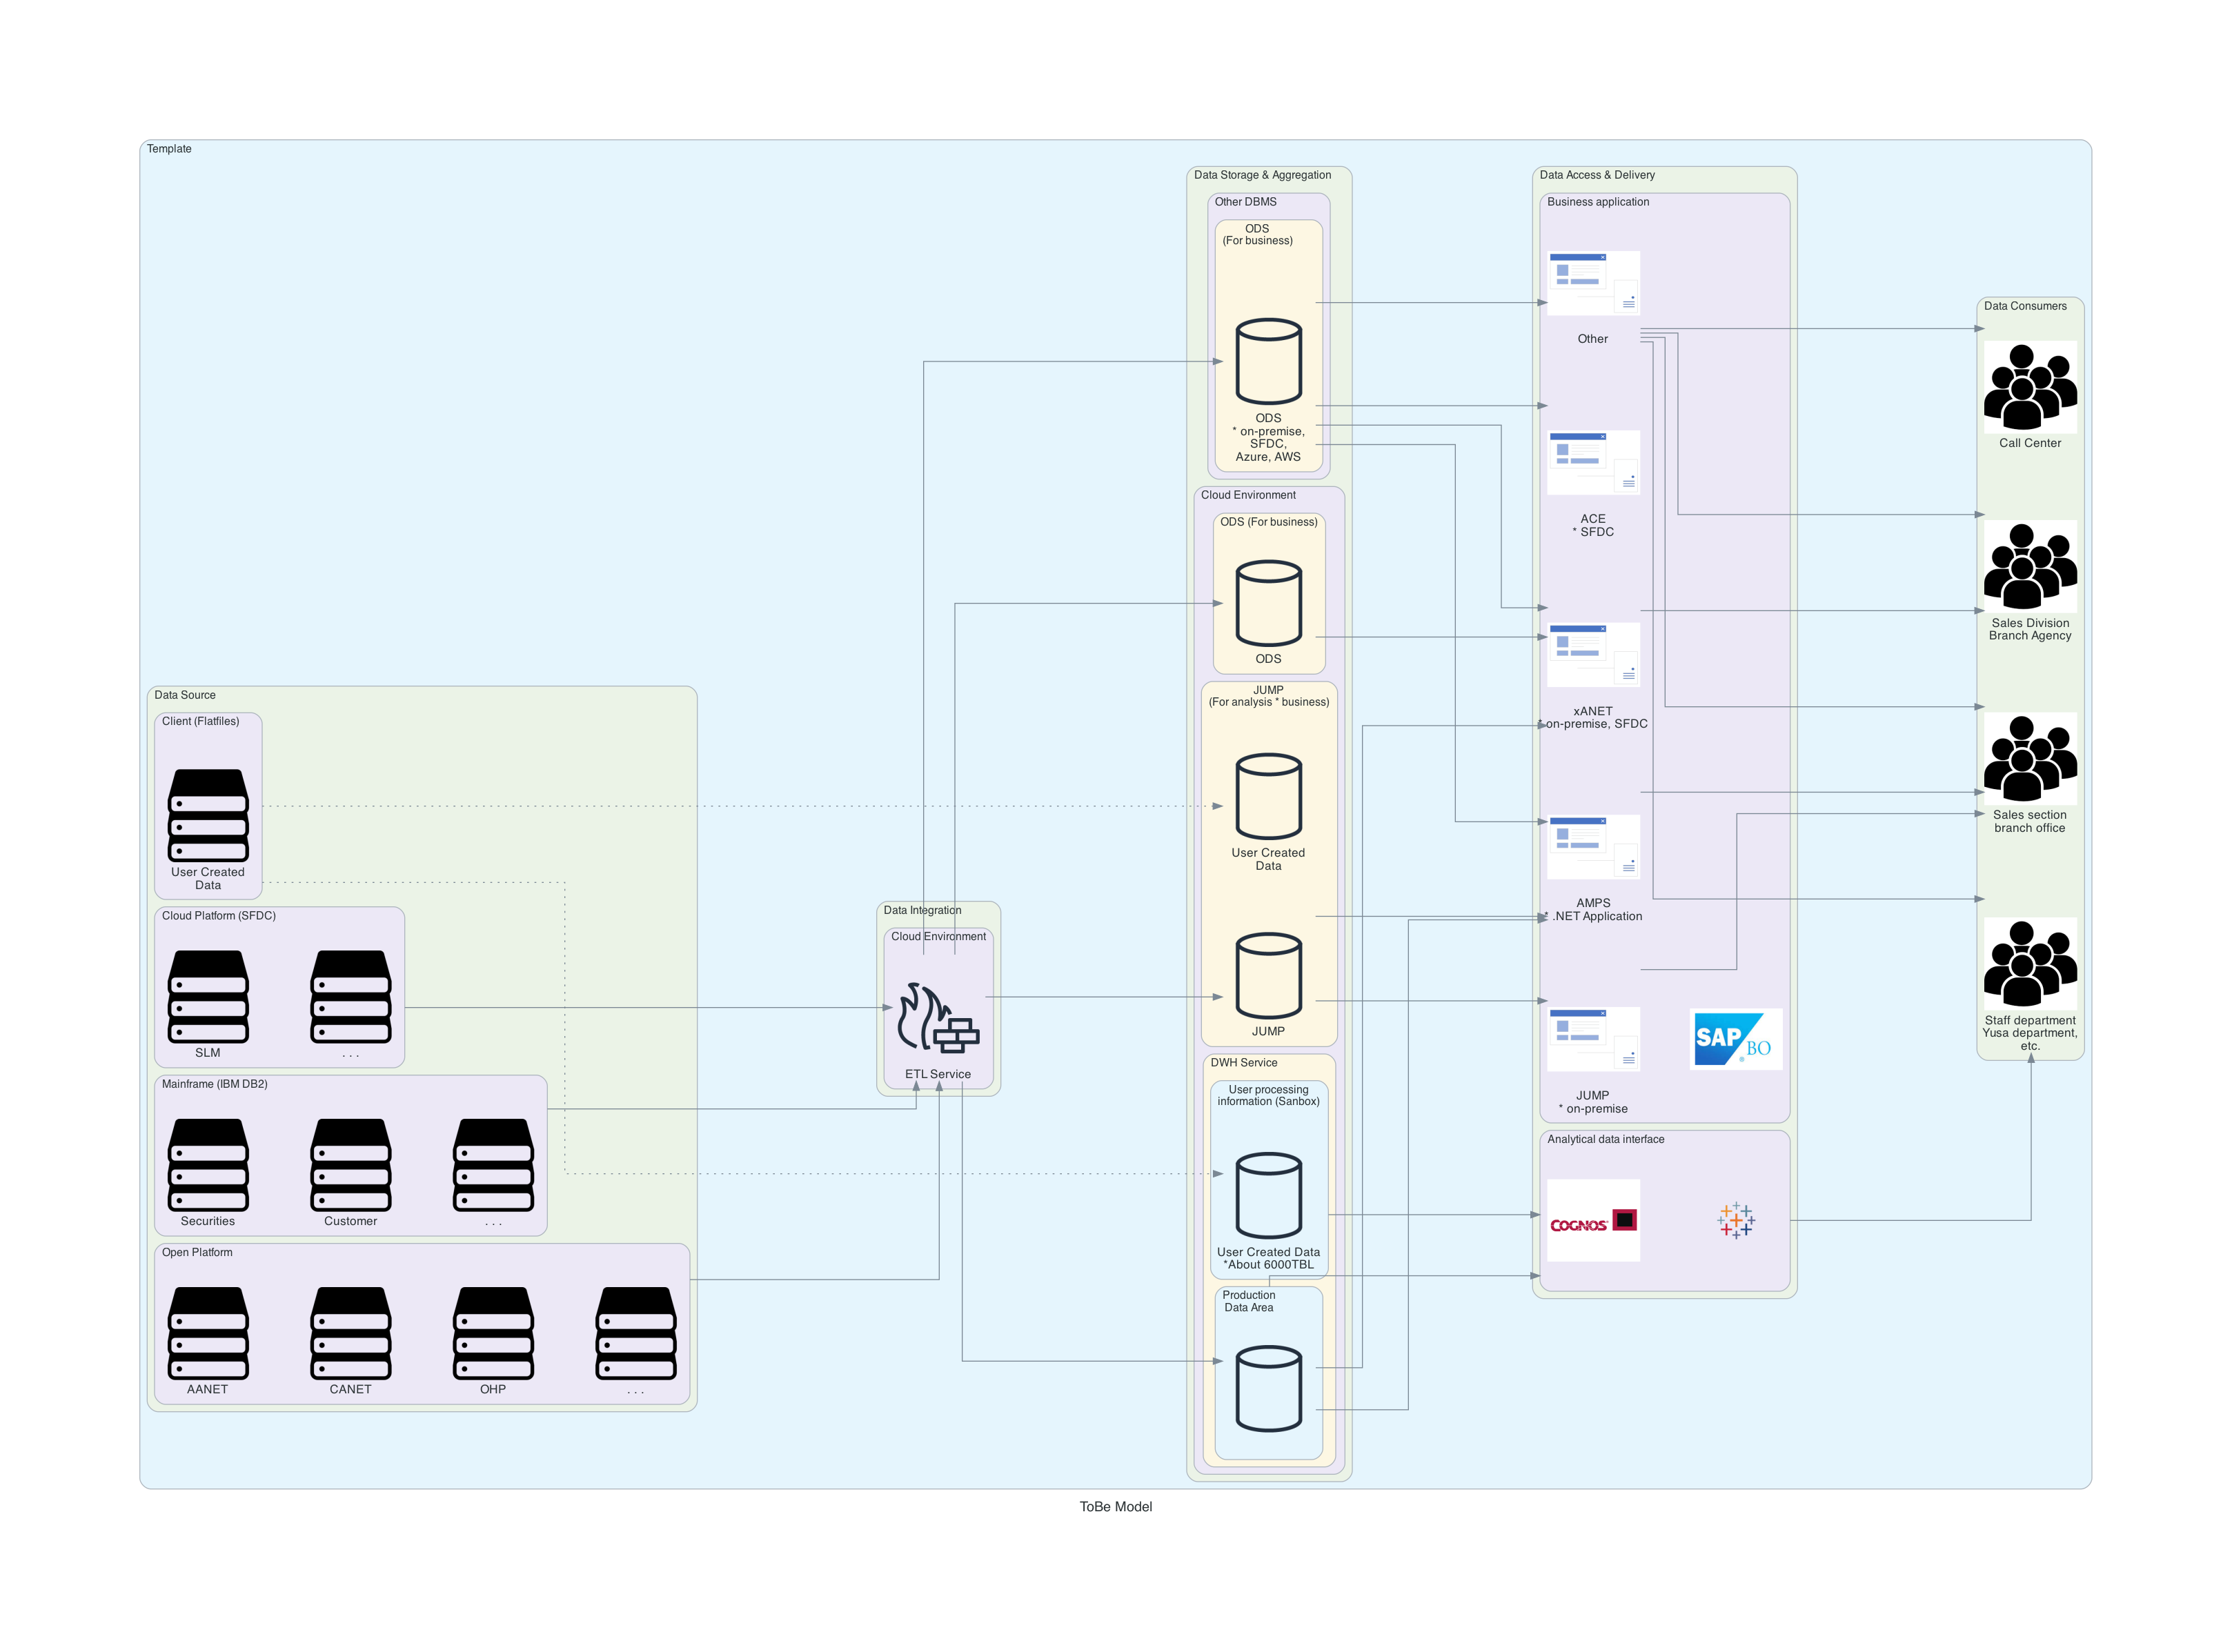 Template
Data Source
Client (Flatfiles)
User Created
Data
Cloud Platform (SFDC)
SLM
. . .
Mainframe (IBM DB2)
Securities
Customer
. . .
Open Platform
AANET
CANET
OHP
. . .
Data Integration
Cloud Environment
ETL Service
Data Storage & Aggregation
Other DBMS
ODS
(For business)
ODS
* on-premise,
SFDC,
Azure, AWS
Cloud Environment
ODS (For business)
ODS
JUMP
(For analysis * business)
User Created
Data
JUMP
DWH Service
User processing
information (Sanbox)
User Created Data
*About 6000TBL
Production
Data Area
Data Access & Delivery
Business application
Other
ACE
* SFDC
xANET
* on-premise, SFDC
AMPS
* .NET Application
JUMP
* on-premise
SAP
® BO
Analytical data interface
COGNOS
Data Consumers
Call Center
Sales Division
Branch Agency
Sales section
branch office
Staff department
Yusa department,
etc.
ToBe Model